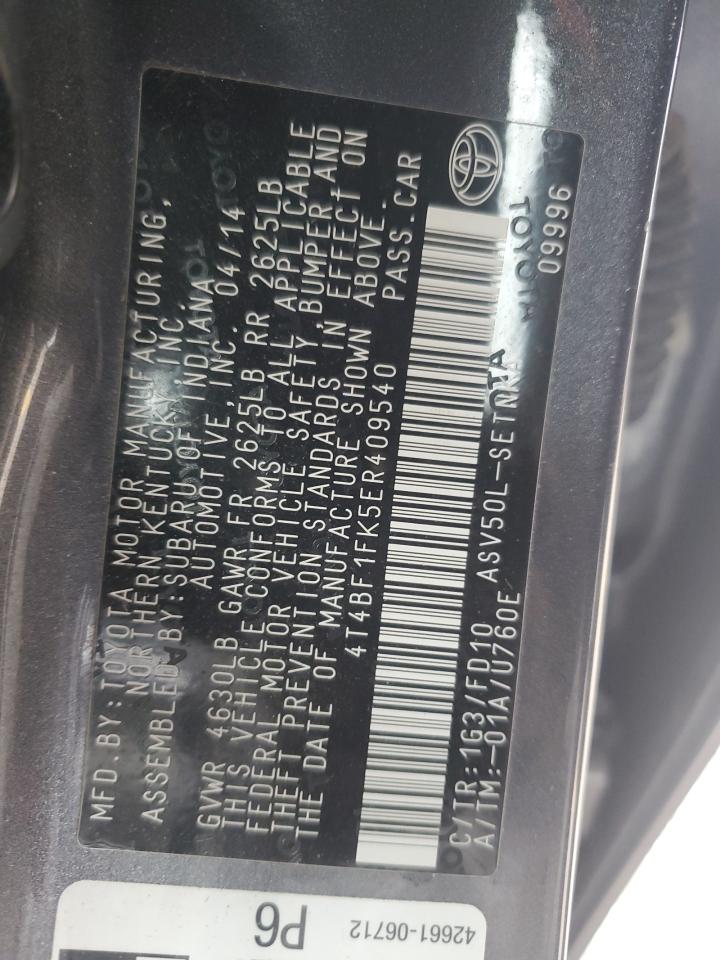 MFD.BY:TOYOTA MOTOR MANUFACTURING,
NORTHERN KENTUCKY INC.
ASSEMBLED BY:SUBARU OF INDIANA
AUTOMOTIVE,INC. 04/14
GVWR 4630LB GAWR FR 2625LB RR 2625LB
THIS VEHICLE CONFORMS TO ALL APPLICABLE
FEDERAL MOTOR VEHICLE SAFETY, BUMPER AND
THEFT PREVENTION STANDARDS IN EFFECT ON
THE DATE OF MANUFACTURE SHOWN ABOVE.
4T4BF1FK5ER409540 PASS.CAR
TOYOTA
C/TR:1G3/FD10 ASV50L-SETNKA
A/TM:-01A/U760E 09996
P6
42661-06712